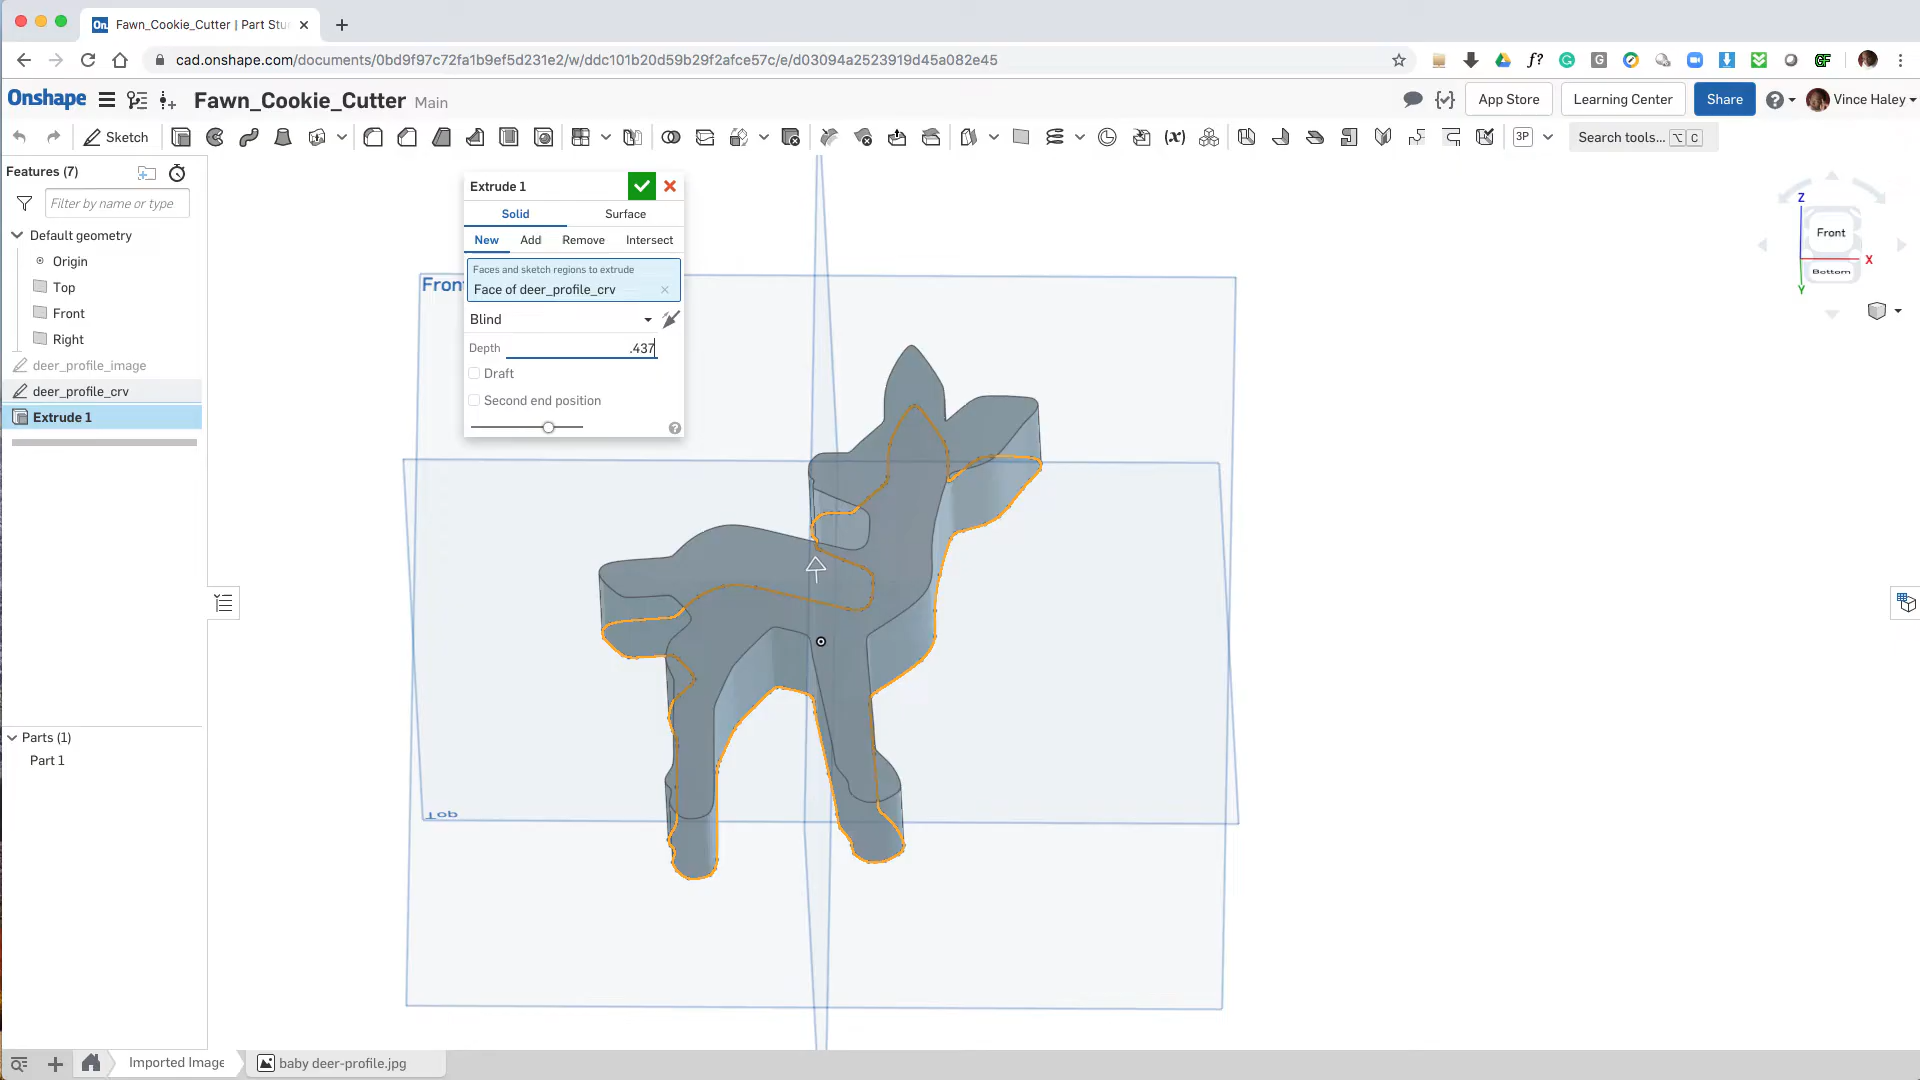 Fawn_Cookie_Cutter | Part Stu
cad.onshape.com/documents/0bd9f97c72fa1b9ef5d231e2/w/ddc101b20d59b29f2afce57c/e/d03094a2523919d45a082e45
Onshape
Fawn_Cookie_Cutter Main
App Store
Learning Center
Share
Vince Haley
Sketch
3P
Search tools... ⌥ C
Features (7)
Filter by name or type
Default geometry
Origin
Top
Front
Right
deer_profile_image
deer_profile_crv
Extrude 1
Parts (1)
Part 1
Extrude 1
Solid Surface
New Add Remove Intersect
Faces and sketch regions to extrude
Face of deer_profile_crv
Blind
Depth .437
Draft
Second end position
Front
Top
Z
Front
X
Bottom
Y
Imported Image
baby deer-profile.jpg